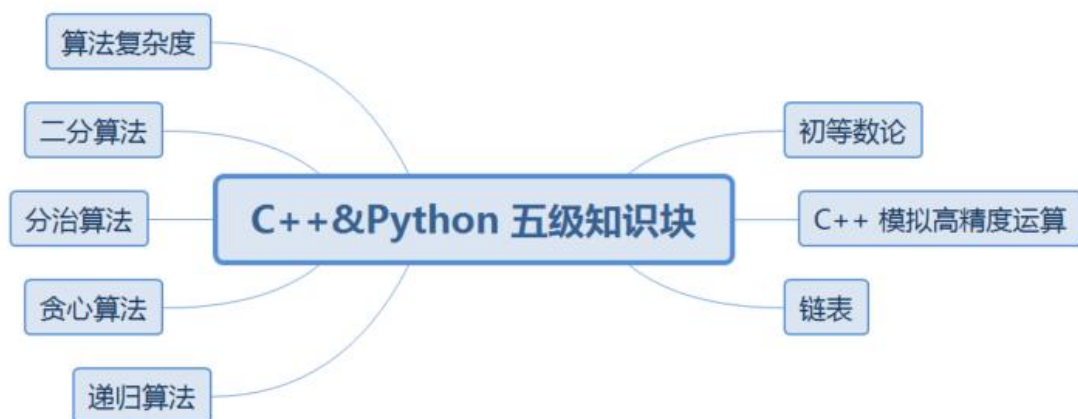 算法复杂度
二分算法
分治算法
贪心算法
递归算法
C++&Python 五级知识块
初等数论
C++ 模拟高精度运算
链表